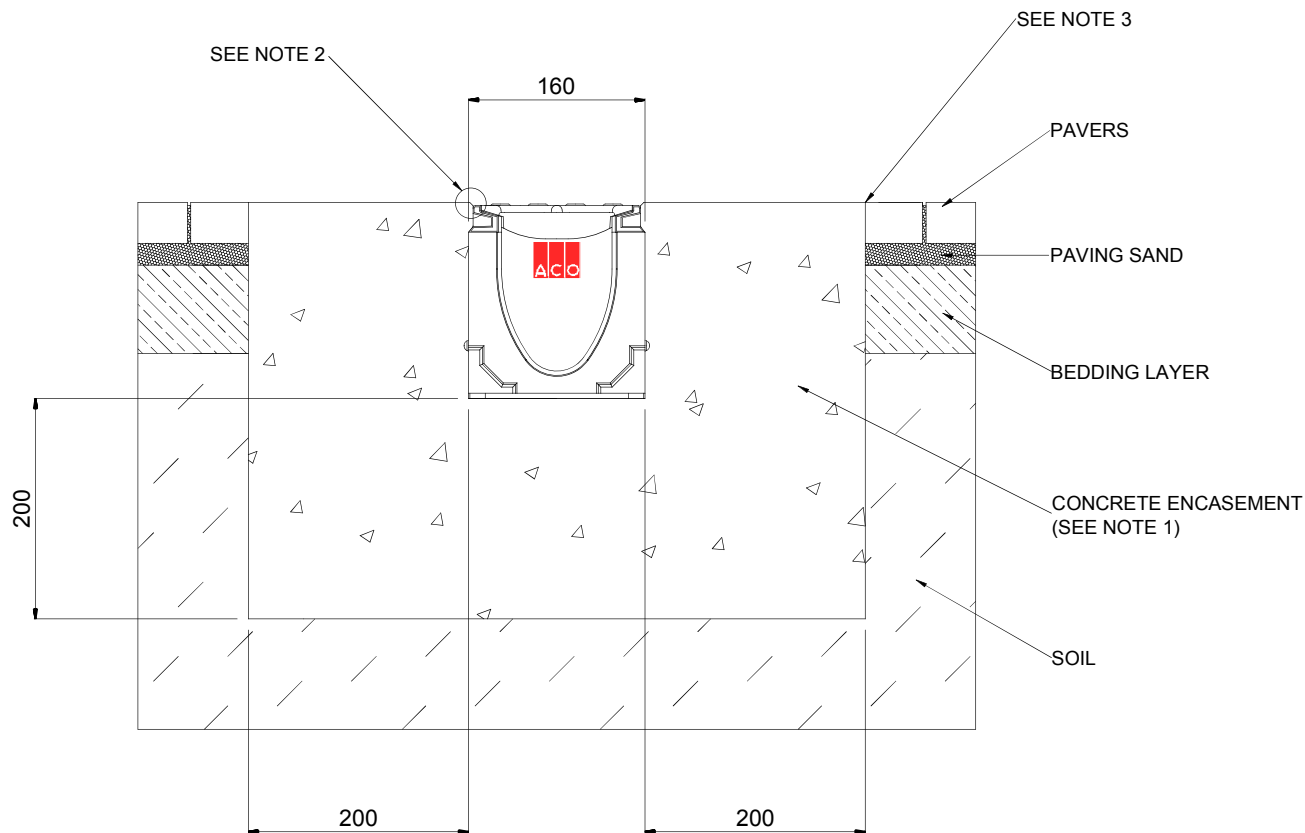 SEE NOTE 3
SEE NOTE 2
160
PAVERS
PAVING SAND
ACO
BEDDING LAYER
200
CONCRETE ENCASEMENT
(SEE NOTE 1)
SOIL
200
200